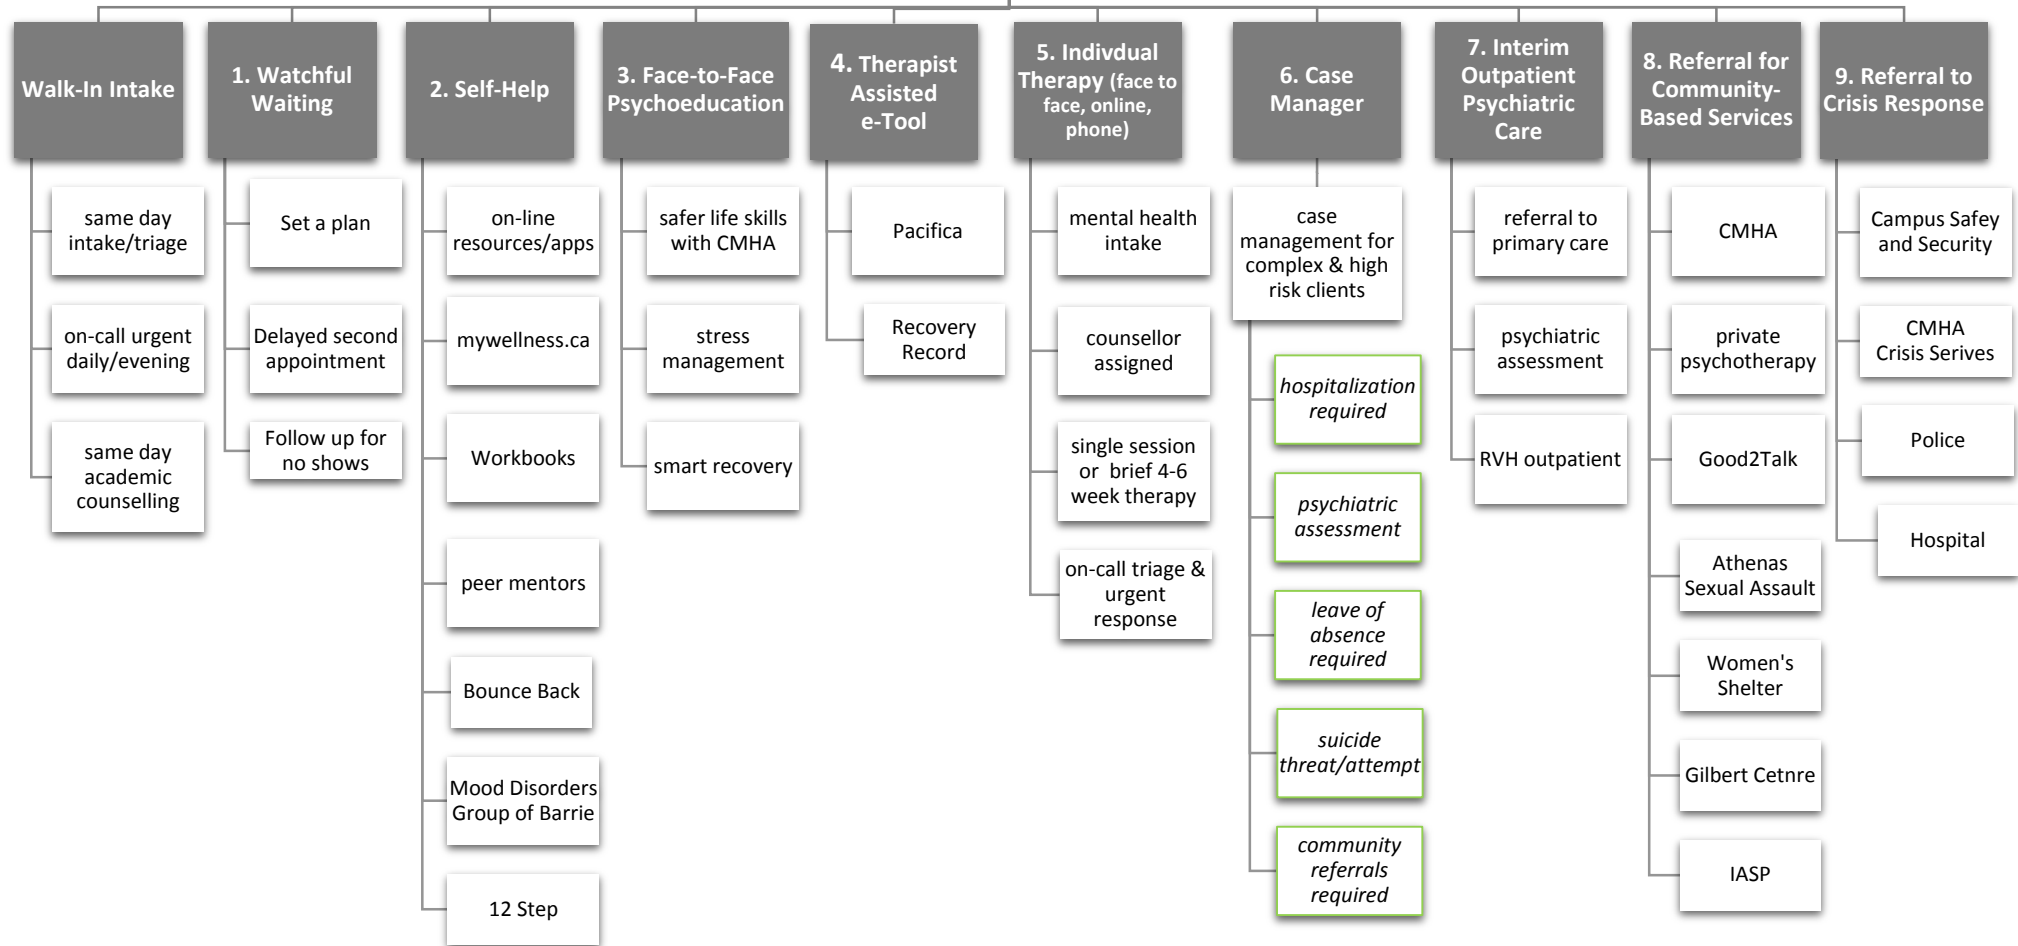 Walk-In Intake
same day
intake/triage
on-call urgent
daily/evening
same day
academic
counselling
1. Watchful
Waiting
Set a plan
Delayed second
appointment
Follow up for
no shows
2. Self-Help
on-line
resources/apps
mywellness.ca
Workbooks
peer mentors
Bounce Back
Mood Disorders
Group of Barrie
12 Step
3. Face-to-Face
Psychoeducation
safer life skills
with CMHA
stress
management
smart recovery
4. Therapist
Assisted
e-Tool
Pacifica
Recovery
Record
5. Indivdual
Therapy (face to
face, online,
phone)
mental health
intake
counsellor
assigned
single session
or brief 4-6
week therapy
on-call triage &
urgent
response
6. Case
Manager
case
management for
complex & high
risk clients
hospitalization
required
psychiatric
assessment
leave of
absence
required
suicide
threat/attempt
community
referrals
required
7. Interim
Outpatient
Psychiatric
Care
referral to
primary care
psychiatric
assessment
RVH outpatient
8. Referral for
Community-
Based Services
CMHA
private
psychotherapy
Good2Talk
Athenas
Sexual Assault
Women's
Shelter
Gilbert Cetnre
IASP
9. Referral to
Crisis Response
Campus Safey
and Security
CMHA
Crisis Serives
Police
Hospital